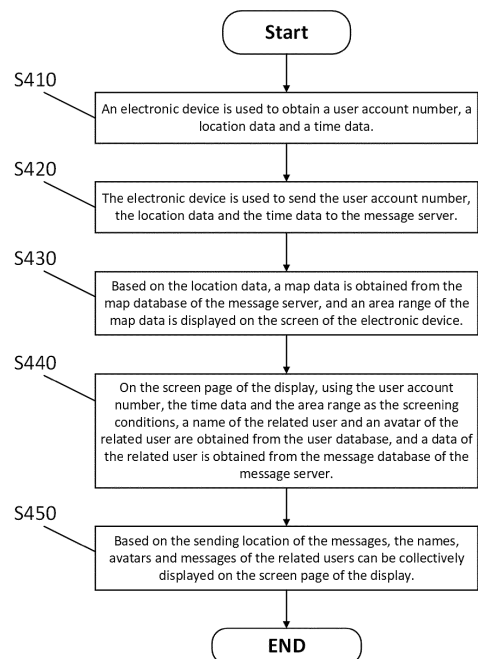 Start
S410
An electronic device is used to obtain a user account number, a
location data and a time data.
S420
The electronic device is used to send the user account number,
the location data and the time data to the message server.
S430
Based on the location data, a map data is obtained from the
map database of the message server, and an area range of the
map data is displayed on the screen of the electronic device.
S440
On the screen page of the display, using the user account
number, the time data and the area range as the screening
conditions, a name of the related user and an avatar of the
related user are obtained from the user database, and a data
of the related user is obtained from the message database of the
message server.
S450
Based on the sending location of the messages, the names,
avatars and messages of the related users can be collectively
displayed on the screen page of the display.
END